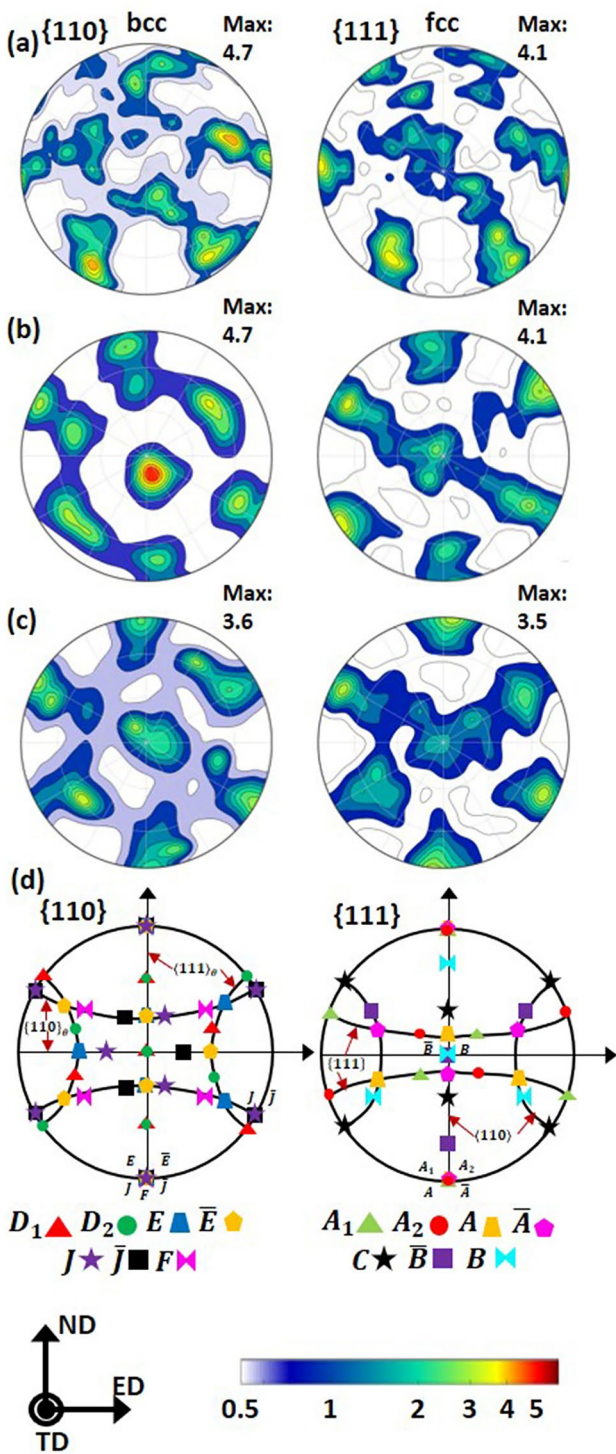 (a) {110} bcc Max: 4.7 {111} fcc Max: 4.1
(b) Max: 4.7 Max: 4.1
(c) Max: 3.6 Max: 3.5
(d)
{110} {111}
⟨111⟩θ
{110}θ
J J̅
E E̅
J F J̅
B̅ B
{111}
⟨110⟩
A₁ A₂
A A̅
D₁ D₂ E E̅
J J̅ F
A₁ A₂ A A̅
C B̅ B
ND
ED
TD
0.5 1 2 3 4 5